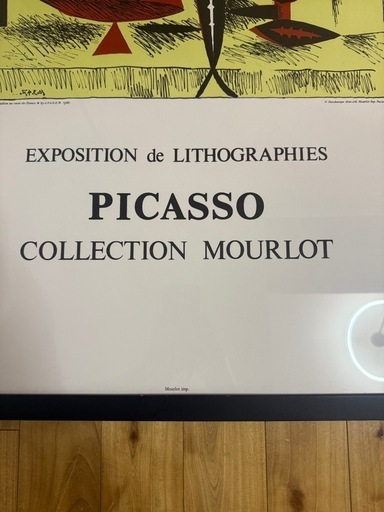 EXPOSITION de LITHOGRAPHIES
PICASSO
COLLECTION MOURLOT
Mourlot imp.